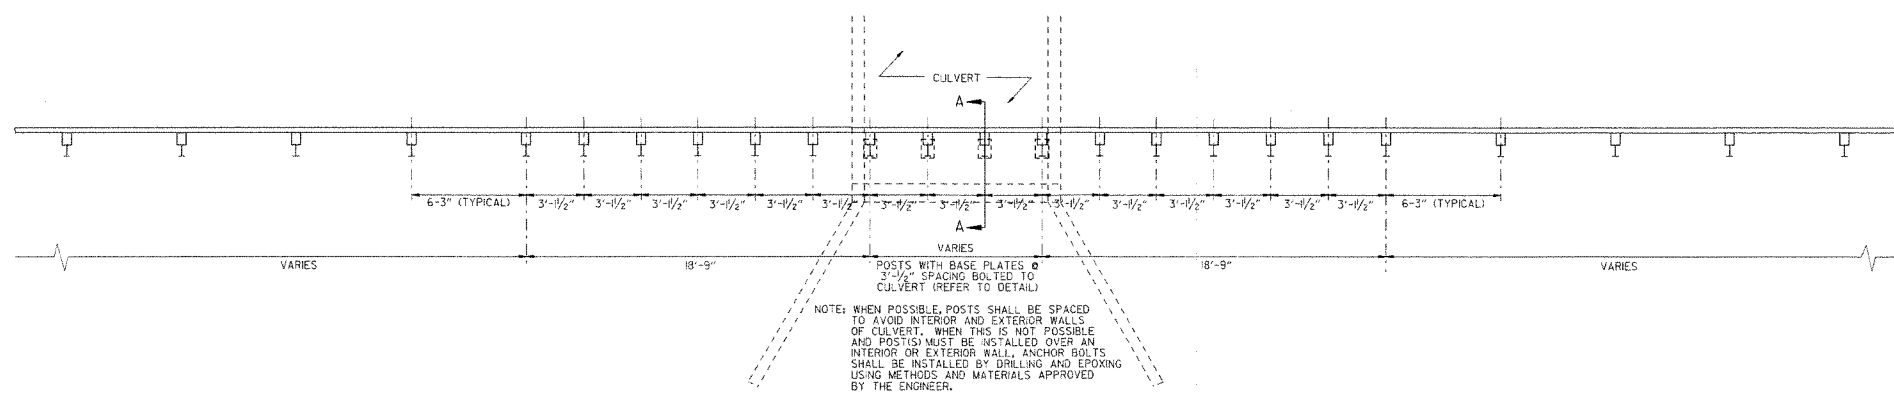 CULVERT
A
6-3" (TYPICAL) 3'-1½" 3'-1½" 3'-1½" 3'-1½" 3'-1½" 3'-1½" 3'-1½" 3'-1½" 3'-1½" 3'-1½" 3'-1½" 3'-1½" 3'-1½" 3'-1½" 3'-1½" 6-3" (TYPICAL)
A
VARIES
VARIES 18'-9" 18'-9" VARIES
POSTS WITH BASE PLATES @
3'-½" SPACING BOLTED TO
CULVERT (REFER TO DETAIL)
NOTE: WHEN POSSIBLE, POSTS SHALL BE SPACED
TO AVOID INTERIOR AND EXTERIOR WALLS
OF CULVERT. WHEN THIS IS NOT POSSIBLE
AND POST(S) MUST BE INSTALLED OVER AN
INTERIOR OR EXTERIOR WALL, ANCHOR BOLTS
SHALL BE INSTALLED BY DRILLING AND EPOXING
USING METHODS AND MATERIALS APPROVED
BY THE ENGINEER.